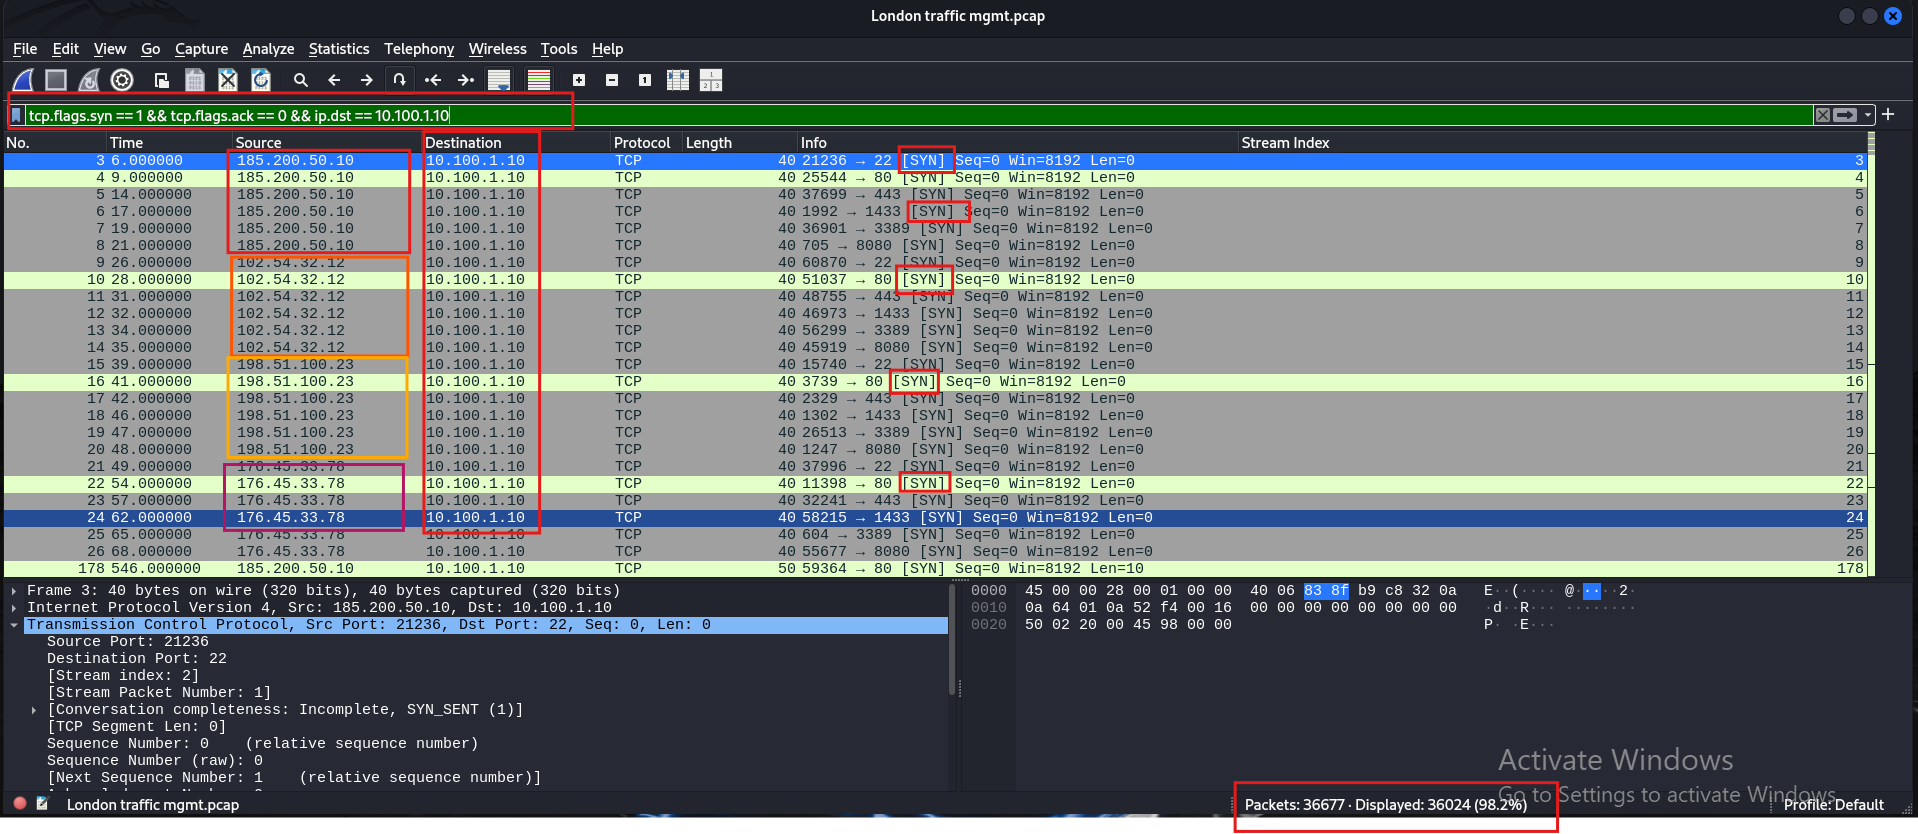 London traffic mgmt.pcap
File Edit View Go Capture Analyze Statistics Telephony Wireless Tools Help
tcp.flags.syn == 1 && tcp.flags.ack == 0 && ip.dst == 10.100.1.10
No. Time Source Destination Protocol Length Info Stream Index
3 6.000000 185.200.50.10 10.100.1.10 TCP 40 21236 → 22 [SYN] Seq=0 Win=8192 Len=0 3
4 9.000000 185.200.50.10 10.100.1.10 TCP 40 25544 → 80 [SYN] Seq=0 Win=8192 Len=0 4
5 14.000000 185.200.50.10 10.100.1.10 TCP 40 37699 → 443 [SYN] Seq=0 Win=8192 Len=0 5
6 17.000000 185.200.50.10 10.100.1.10 TCP 40 1992 → 1433 [SYN] Seq=0 Win=8192 Len=0 6
7 19.000000 185.200.50.10 10.100.1.10 TCP 40 36901 → 3389 [SYN] Seq=0 Win=8192 Len=0 7
8 21.000000 185.200.50.10 10.100.1.10 TCP 40 705 → 8080 [SYN] Seq=0 Win=8192 Len=0 8
9 26.000000 102.54.32.12 10.100.1.10 TCP 40 60870 → 22 [SYN] Seq=0 Win=8192 Len=0 9
10 28.000000 102.54.32.12 10.100.1.10 TCP 40 51037 → 80 [SYN] Seq=0 Win=8192 Len=0 10
11 31.000000 102.54.32.12 10.100.1.10 TCP 40 48755 → 443 [SYN] Seq=0 Win=8192 Len=0 11
12 32.000000 102.54.32.12 10.100.1.10 TCP 40 46973 → 1433 [SYN] Seq=0 Win=8192 Len=0 12
13 34.000000 102.54.32.12 10.100.1.10 TCP 40 56299 → 3389 [SYN] Seq=0 Win=8192 Len=0 13
14 35.000000 102.54.32.12 10.100.1.10 TCP 40 45919 → 8080 [SYN] Seq=0 Win=8192 Len=0 14
15 39.000000 198.51.100.23 10.100.1.10 TCP 40 15740 → 22 [SYN] Seq=0 Win=8192 Len=0 15
16 41.000000 198.51.100.23 10.100.1.10 TCP 40 3739 → 80 [SYN] Seq=0 Win=8192 Len=0 16
17 42.000000 198.51.100.23 10.100.1.10 TCP 40 2329 → 443 [SYN] Seq=0 Win=8192 Len=0 17
18 46.000000 198.51.100.23 10.100.1.10 TCP 40 1302 → 1433 [SYN] Seq=0 Win=8192 Len=0 18
19 47.000000 198.51.100.23 10.100.1.10 TCP 40 26513 → 3389 [SYN] Seq=0 Win=8192 Len=0 19
20 48.000000 198.51.100.23 10.100.1.10 TCP 40 1247 → 8080 [SYN] Seq=0 Win=8192 Len=0 20
21 49.000000 176.45.33.78 10.100.1.10 TCP 40 37996 → 22 [SYN] Seq=0 Win=8192 Len=0 21
22 54.000000 176.45.33.78 10.100.1.10 TCP 40 11398 → 80 [SYN] Seq=0 Win=8192 Len=0 22
23 57.000000 176.45.33.78 10.100.1.10 TCP 40 32241 → 443 [SYN] Seq=0 Win=8192 Len=0 23
24 62.000000 176.45.33.78 10.100.1.10 TCP 40 58215 → 1433 [SYN] Seq=0 Win=8192 Len=0 24
25 65.000000 176.45.33.78 10.100.1.10 TCP 40 604 → 3389 [SYN] Seq=0 Win=8192 Len=0 25
26 68.000000 176.45.33.78 10.100.1.10 TCP 40 55677 → 8080 [SYN] Seq=0 Win=8192 Len=0 26
178 546.000000 185.200.50.10 10.100.1.10 TCP 50 59364 → 80 [SYN] Seq=0 Win=8192 Len=10 178
Frame 3: 40 bytes on wire (320 bits), 40 bytes captured (320 bits)
Internet Protocol Version 4, Src: 185.200.50.10, Dst: 10.100.1.10
Transmission Control Protocol, Src Port: 21236, Dst Port: 22, Seq: 0, Len: 0
Source Port: 21236
Destination Port: 22
[Stream index: 2]
[Stream Packet Number: 1]
[Conversation completeness: Incomplete, SYN_SENT (1)]
[TCP Segment Len: 0]
Sequence Number: 0 (relative sequence number)
Sequence Number (raw): 0
[Next Sequence Number: 1 (relative sequence number)]
0000 45 00 00 28 00 01 00 00 40 06 83 8f b9 c8 32 0a E··(····@·····2·
0010 0a 64 01 0a 52 f4 00 16 00 00 00 00 00 00 00 00 ·d··R···········
0020 50 02 20 00 45 98 00 00 P· ·E···
Activate Windows
Go to Settings to activate Windows.
London traffic mgmt.pcap
Packets: 36677 · Displayed: 36024 (98.2%)
Profile: Default